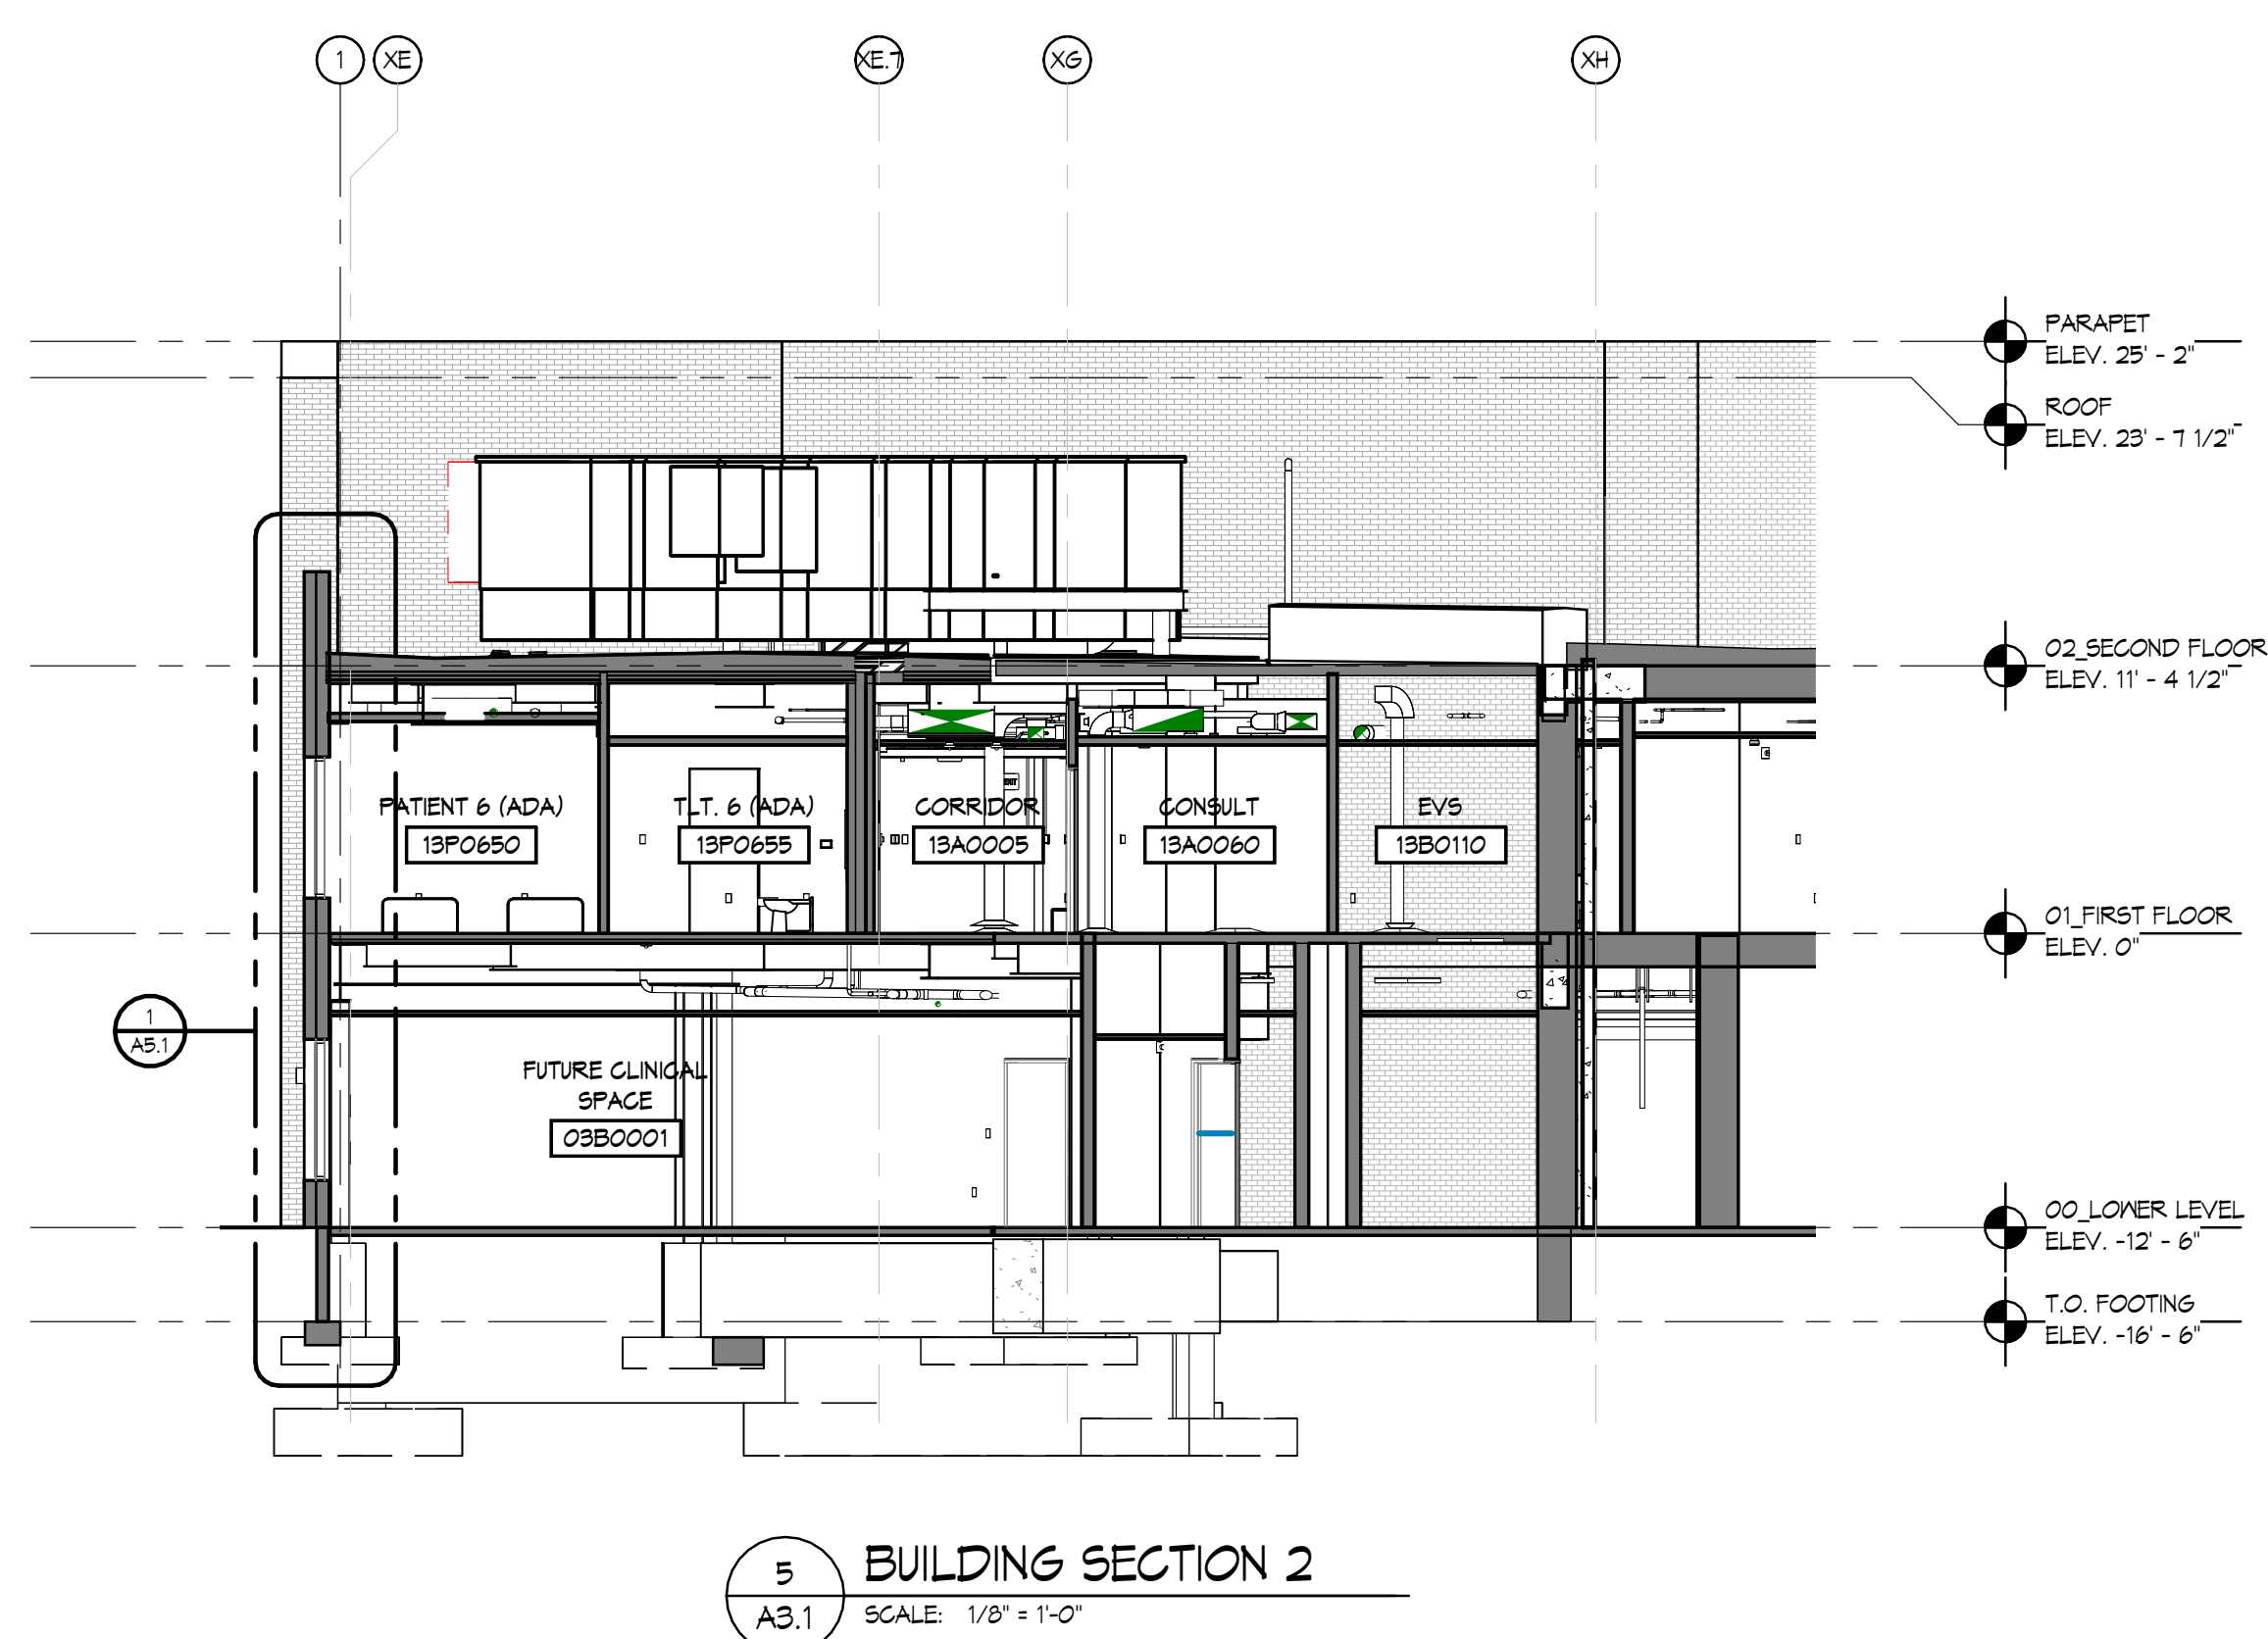 1
XE
XE.7
XG
XH
PARAPET
ELEV. 25' - 2"
ROOF
ELEV. 23' - 7 1/2"
02_SECOND FLOOR
ELEV. 11' - 4 1/2"
EXIT
PATIENT 6 (ADA)
13P0650
TLT. 6 (ADA)
13P0655
CORRIDOR
13A0005
CONSULT
13A0060
EVS
13B0110
01_FIRST FLOOR
ELEV. 0"
1
A5.1
FUTURE CLINICAL
SPACE
03B0001
00_LOWER LEVEL
ELEV. -12' - 6"
T.O. FOOTING
ELEV. -16' - 6"
5
A3.1
BUILDING SECTION 2
SCALE: 1/8" = 1'-0"